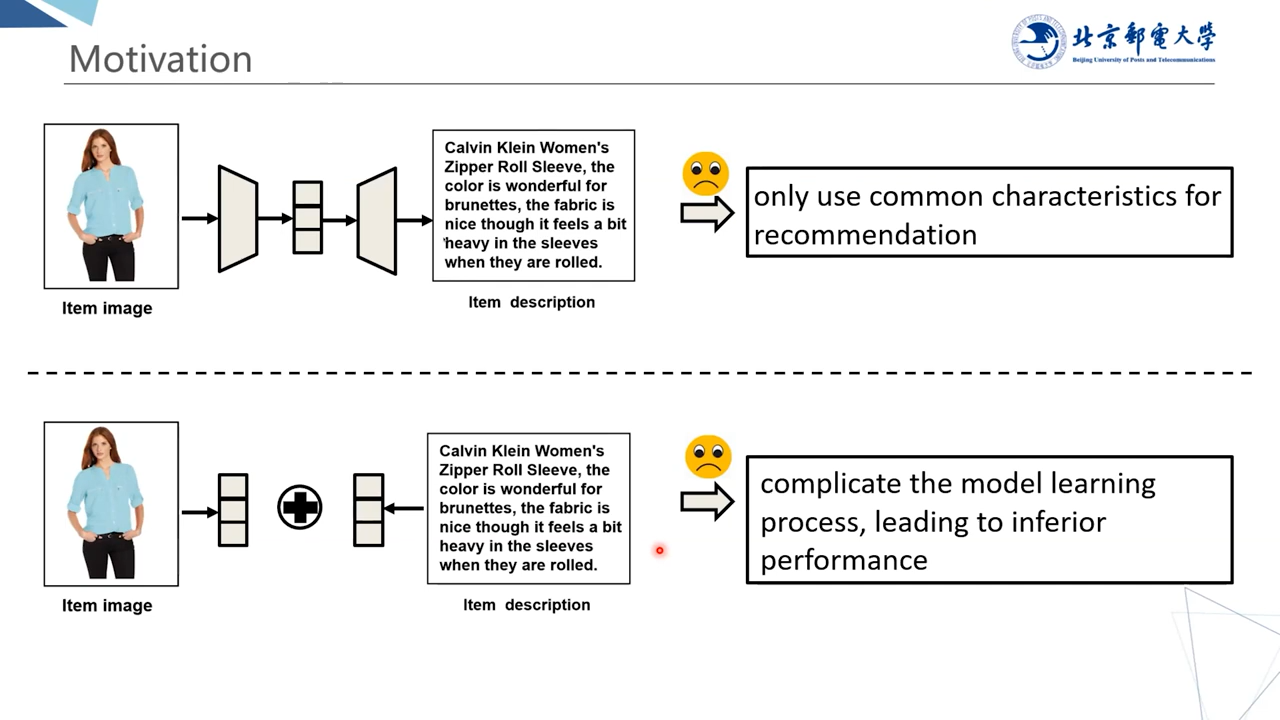 Motivation
北京郵電大學
Beijing University of Posts and Telecommunications
Calvin Klein Women's
Zipper Roll Sleeve, the
color is wonderful for
brunettes, the fabric is
nice though it feels a bit
heavy in the sleeves
when they are rolled.
Item image
Item description
only use common characteristics for
recommendation
Calvin Klein Women's
Zipper Roll Sleeve, the
color is wonderful for
brunettes, the fabric is
nice though it feels a bit
heavy in the sleeves
when they are rolled.
Item image
Item description
complicate the model learning
process, leading to inferior
performance